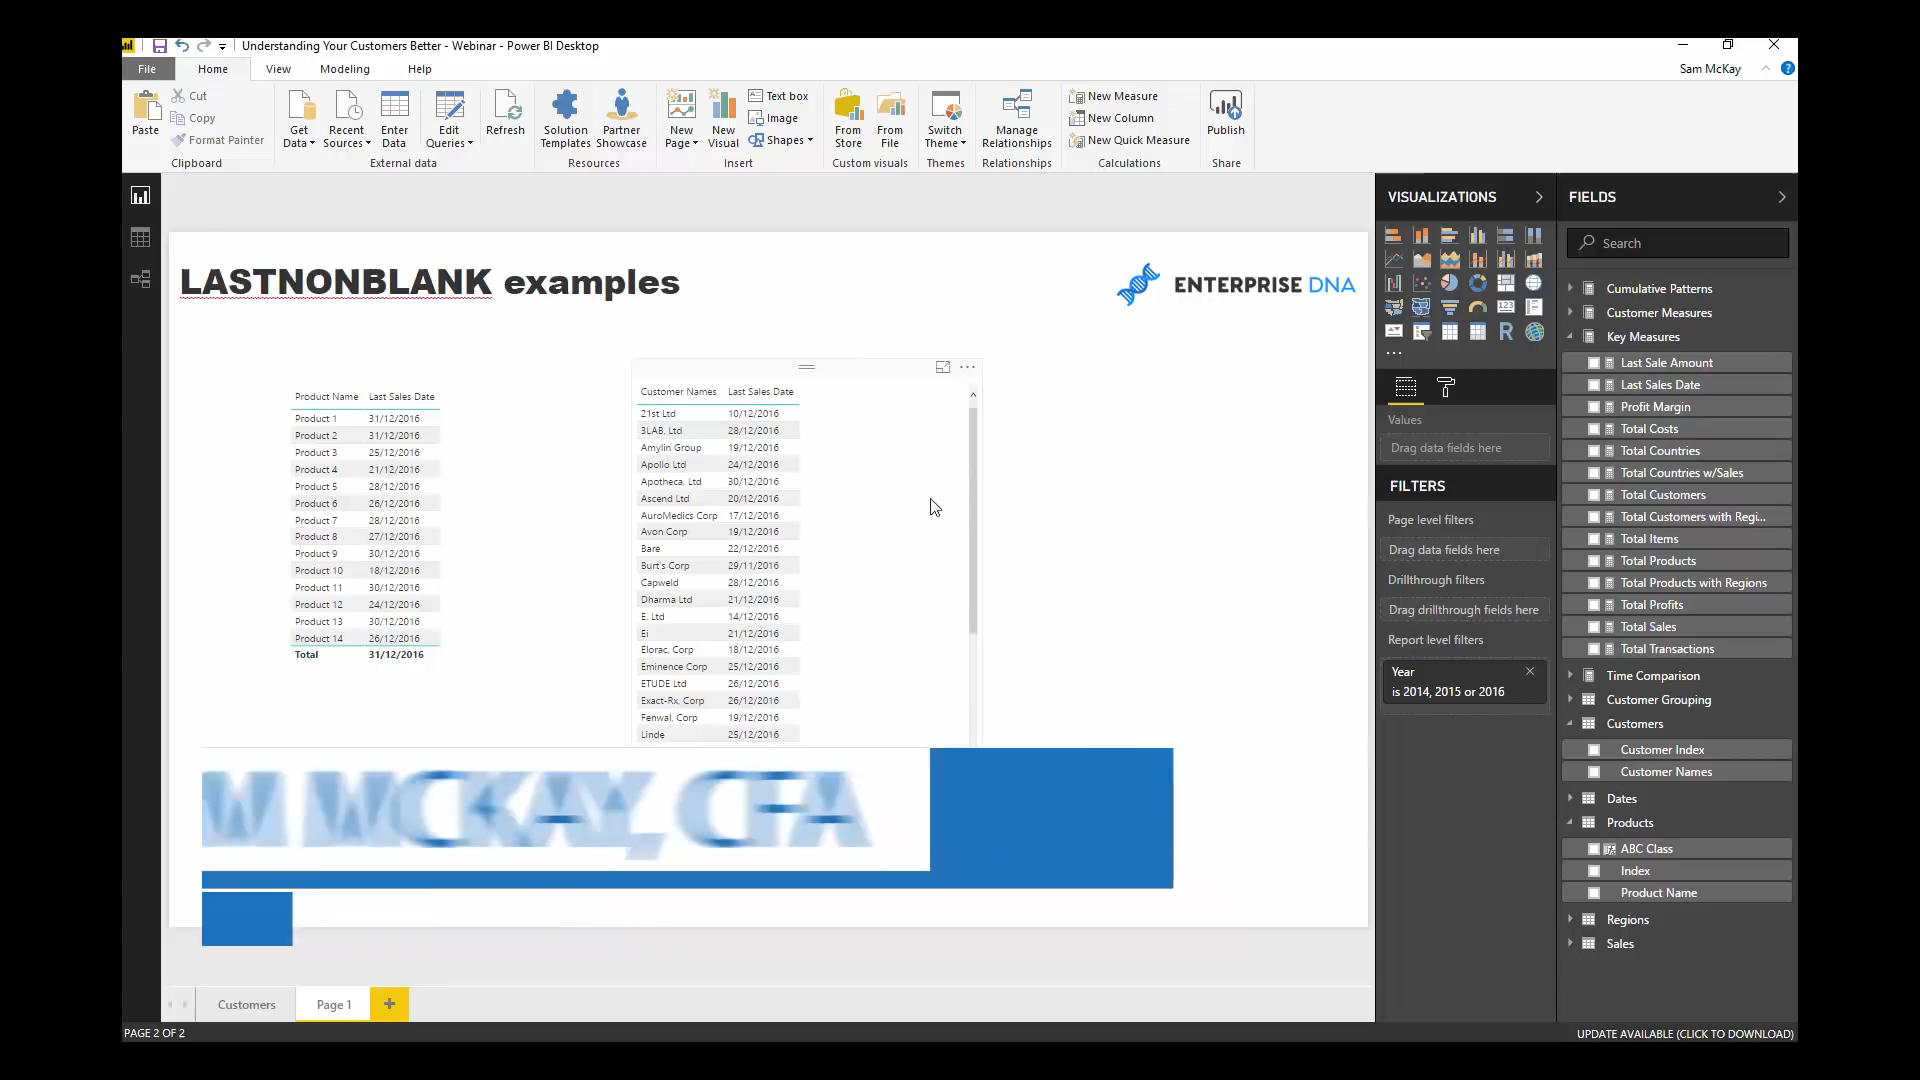 Understanding Your Customers Better - Webinar - Power BI Desktop
File
Home
View
Modeling
Help
Sam McKay
Paste
Cut
Copy
Format Painter
Clipboard
Get Data
Recent Sources
Enter Data
Edit Queries
Refresh
External data
Solution Templates
Partner Showcase
Resources
New Page
New Visual
Text box
Image
Shapes
Insert
From Store
From File
Custom visuals
Switch Theme
Themes
Manage Relationships
Relationships
New Measure
New Column
New Quick Measure
Calculations
Publish
Share
LASTNONBLANK examples
ENTERPRISE DNA
Product Name Last Sales Date
Product 1 31/12/2016
Product 2 31/12/2016
Product 3 25/12/2016
Product 4 21/12/2016
Product 5 28/12/2016
Product 6 26/12/2016
Product 7 28/12/2016
Product 8 27/12/2016
Product 9 30/12/2016
Product 10 18/12/2016
Product 11 30/12/2016
Product 12 24/12/2016
Product 13 30/12/2016
Product 14 26/12/2016
Total 31/12/2016
Customer Names Last Sales Date
21st Ltd 10/12/2016
3LAB, Ltd 28/12/2016
Amylin Group 19/12/2016
Apollo Ltd 24/12/2016
Apotheca, Ltd 30/12/2016
Ascend Ltd 20/12/2016
AuroMedics Corp 17/12/2016
Avon Corp 19/12/2016
Bare 22/12/2016
Burt's Corp 29/11/2016
Capweld 28/12/2016
Dharma Ltd 21/12/2016
E. Ltd 14/12/2016
Ei 21/12/2016
Elorac, Corp 18/12/2016
Eminence Corp 25/12/2016
ETUDE Ltd 26/12/2016
Exact-Rx, Corp 26/12/2016
Fenwal, Corp 19/12/2016
Linde 25/12/2016
M MCKAY, CFA
VISUALIZATIONS
R
123
Values
Drag data fields here
FILTERS
Page level filters
Drag data fields here
Drillthrough filters
Drag drillthrough fields here
Report level filters
Year
is 2014, 2015 or 2016
FIELDS
Search
Cumulative Patterns
Customer Measures
Key Measures
Last Sale Amount
Last Sales Date
Profit Margin
Total Costs
Total Countries
Total Countries w/Sales
Total Customers
Total Customers with Regi...
Total Items
Total Products
Total Products with Regions
Total Profits
Total Sales
Total Transactions
Time Comparison
Customer Grouping
Customers
Customer Index
Customer Names
Dates
Products
ABC Class
Index
Product Name
Regions
Sales
Customers
Page 1
PAGE 2 OF 2
UPDATE AVAILABLE (CLICK TO DOWNLOAD)